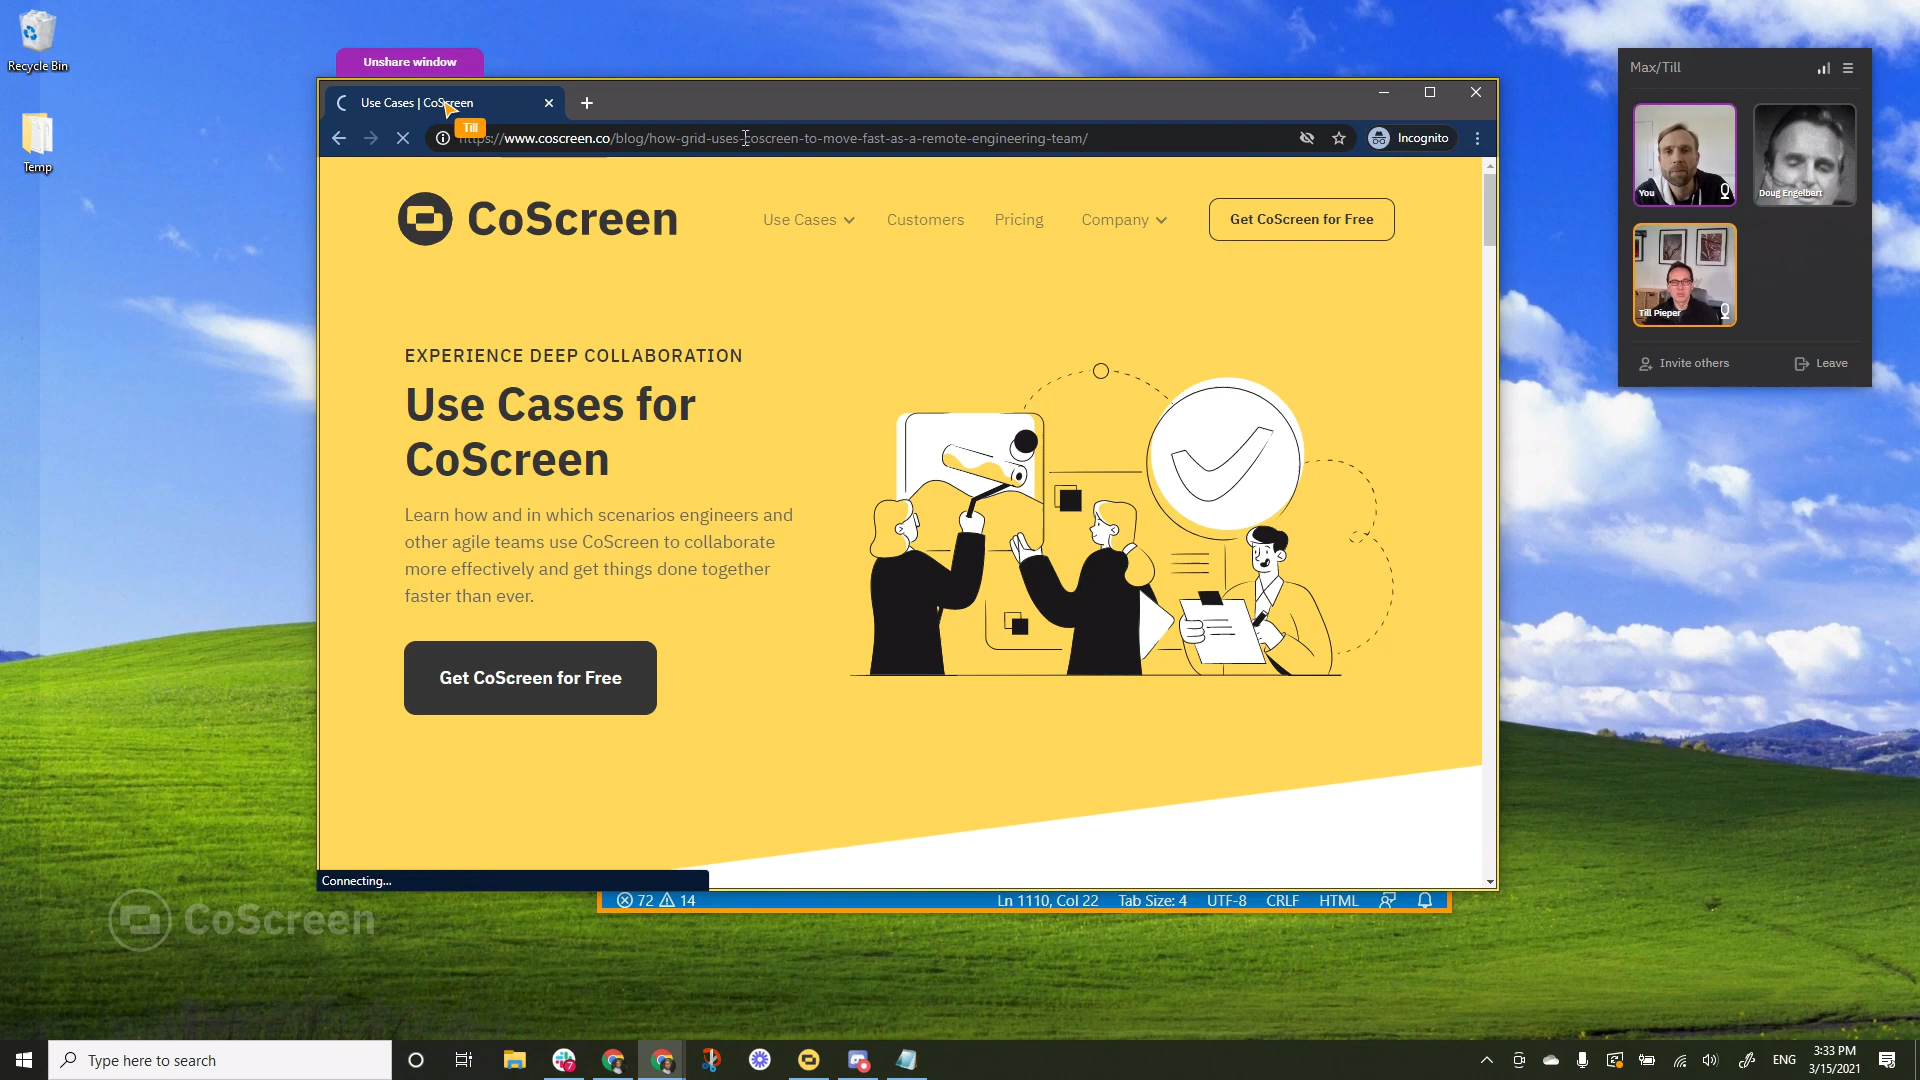 Recycle Bin
Temp
Unshare window
Use Cases | CoScreen
Till
https://www.coscreen.co/blog/how-grid-uses-coscreen-to-move-fast-as-a-remote-engineering-team/
Incognito
CoScreen
Use Cases
Customers
Pricing
Company
Get CoScreen for Free
EXPERIENCE DEEP COLLABORATION
Use Cases for
CoScreen
Learn how and in which scenarios engineers and
other agile teams use CoScreen to collaborate
more effectively and get things done together
faster than ever.
Get CoScreen for Free
Connecting...
72 14
Ln 1110, Col 22
Tab Size: 4
UTF-8
CRLF
HTML
CoScreen
Max/Till
You
Doug Engelbart
Till Pieper
Invite others
Leave
Type here to search
7
ENG
3:33 PM
3/15/2021